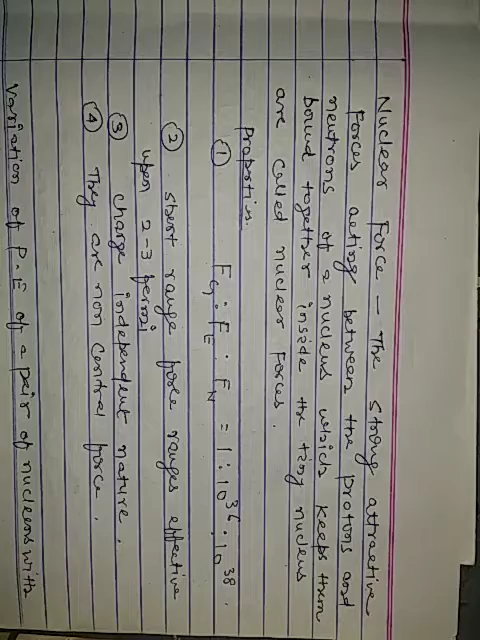 Nuclear Force – The strong attractive
Forces acting between the protons and
neutrons of a nucleus which keeps them
bound together inside the tiny nucleus
are called nuclear forces.
Properties.
① FG : FE : FN = 1 : 10^36 : 10^38.
② short range force ranges effective
upon 2-3 fermi
③ charge independent nature.
④ They are non central force.
Variation of P.E of a pair of nucleons with